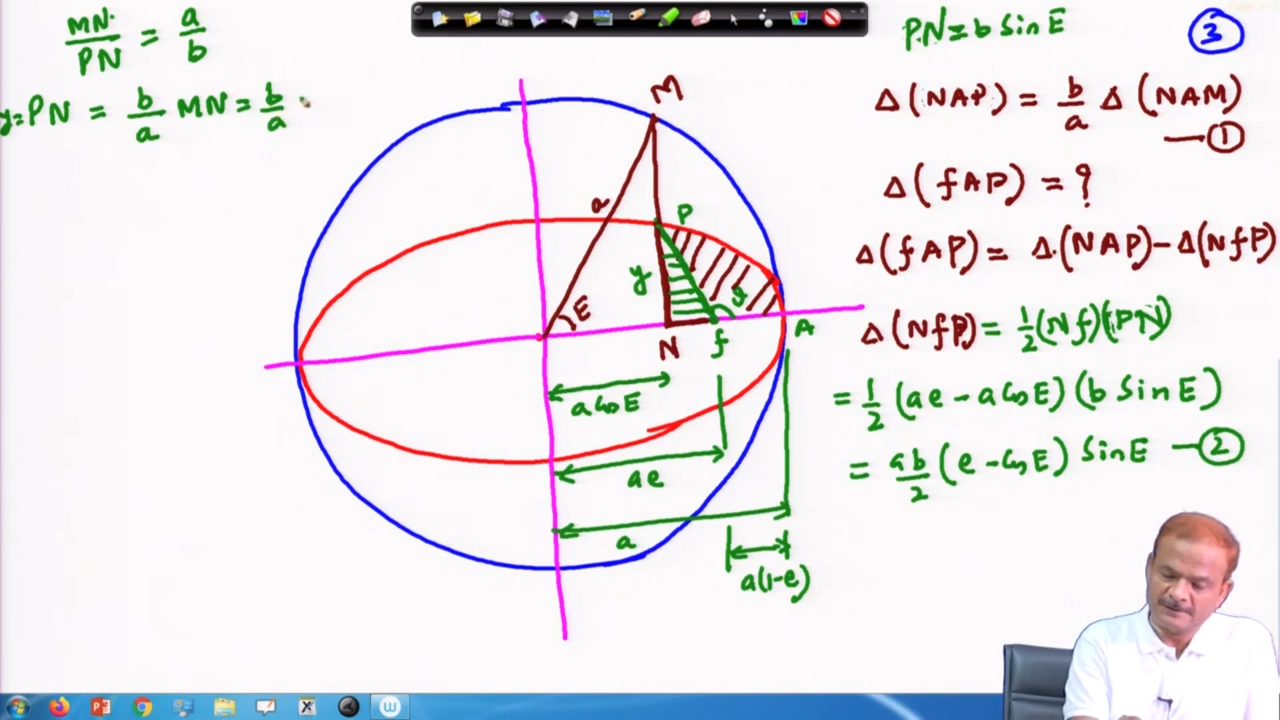 MN/PN = a/b
y=PN = b/a MN = b/a
PN = b Sin E
3
Δ(NAP) = b/a Δ(NAM)
—①
Δ(fAP) = ?
Δ(fAP) = Δ(NAP) - Δ(NfP)
Δ(NfP) = 1/2 (Nf)(PN)
= 1/2 (ae - a Cos E)(b Sin E)
= ab/2 (e - Cos E) Sin E —②
M
a
P
y
E
N
f
A
a Cos E
ae
a
a(1-e)